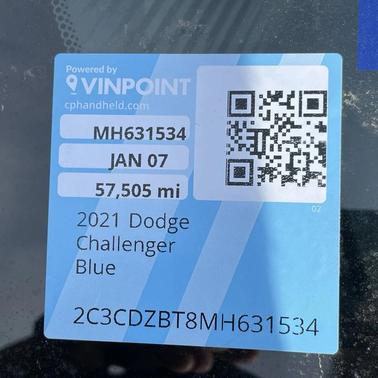 Powered by
VINPOINT
cphandheld.com
MH631534
JAN 07
57,505 mi
02
2021 Dodge
Challenger
Blue
2C3CDZBT8MH631534